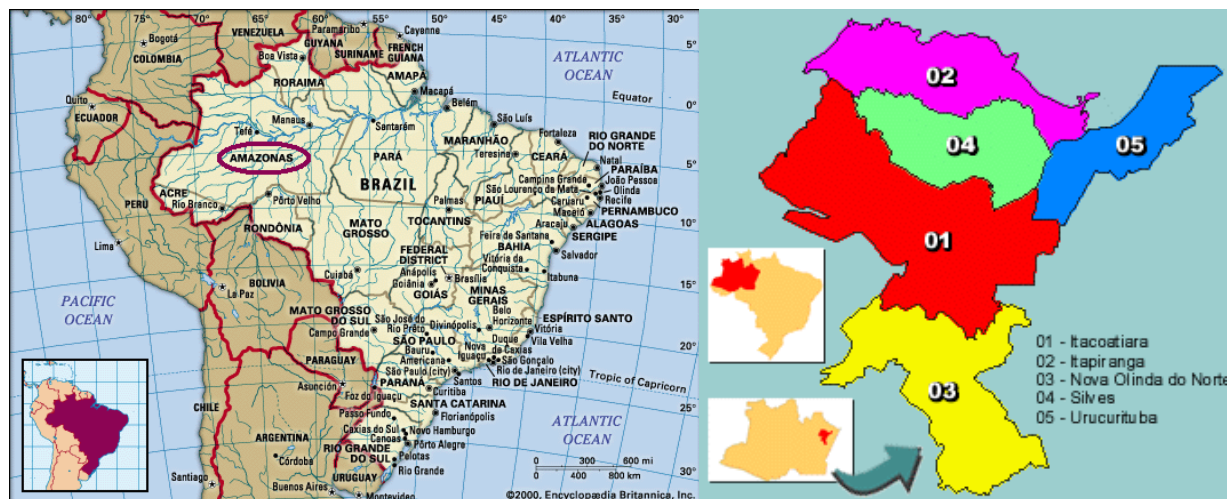 80°
75°
70°
65°
60°
55°
50°
45°
40°
35°
30°
5°
0°
5°
10°
15°
20°
25°
30°
VENEZUELA
Bogotá
COLOMBIA
GUYANA
Paramaribo
SURINAME
Cayenne
FRENCH
GUIANA
ATLANTIC
OCEAN
Boa Vista
RORAIMA
AMAPÁ
Macapá
Equator
Quito
ECUADOR
Belém
São Luís
Manaus
Santarém
Tefé
AMAZONAS
PARÁ
MARANHÃO
Teresina
Fortaleza
CEARÁ
RIO GRANDE
DO NORTE
Natal
PARAÍBA
João Pessoa
Campina Grande
São Lourenço da Mata
Olinda
Recife
Caruaru
PERNAMBUCO
Maceió
ALAGOAS
Aracaju
SERGIPE
BRAZIL
PIAUÍ
PERU
ACRE
Rio Branco
Pôrto Velho
RONDÔNIA
Palmas
TOCANTINS
MATO
GROSSO
Feira de Santana
BAHIA
Salvador
Vitória da
Conquista
Itabuna
Lima
FEDERAL
DISTRICT
Cuiabá
Anápolis
Brasília
Goiânia
GOIÁS
MINAS
GERAIS
BOLIVIA
La Paz
PACIFIC
OCEAN
MATO GROSSO
DO SUL
Campo Grande
São José do
Rio Prêto
Divinópolis
Belo
Horizonte
ESPÍRITO SANTO
Vitória
Vila Velha
SÃO PAULO
Bauru
Americana
São Paulo (city)
Nova
Iguaçu
Duque
de Caxias
São Gonçalo
Rio de Janeiro (city)
RIO DE JANEIRO
Santos
Tropic of Capricorn
PARAGUAY
Asunción
PARANÁ
Curitiba
Foz do Iguaçu
SANTA CATARINA
Florianópolis
CHILE
Passo Fundo
Caxias do Sul
Novo Hamburgo
Canoas
Pôrto Alegre
ATLANTIC
OCEAN
ARGENTINA
Córdoba
RIO GRANDE
DO SUL
Pelotas
Rio Grande
Santiago
Buenos Aires
URUGUAY
Montevideo
0 300 600 mi
0 400 800 km
©2000, Encyclopædia Britannica, Inc.
02
04
05
01
03
01 - Itacoatiara
02 - Itapiranga
03 - Nova Olinda do Norte
04 - Silves
05 - Urucurituba